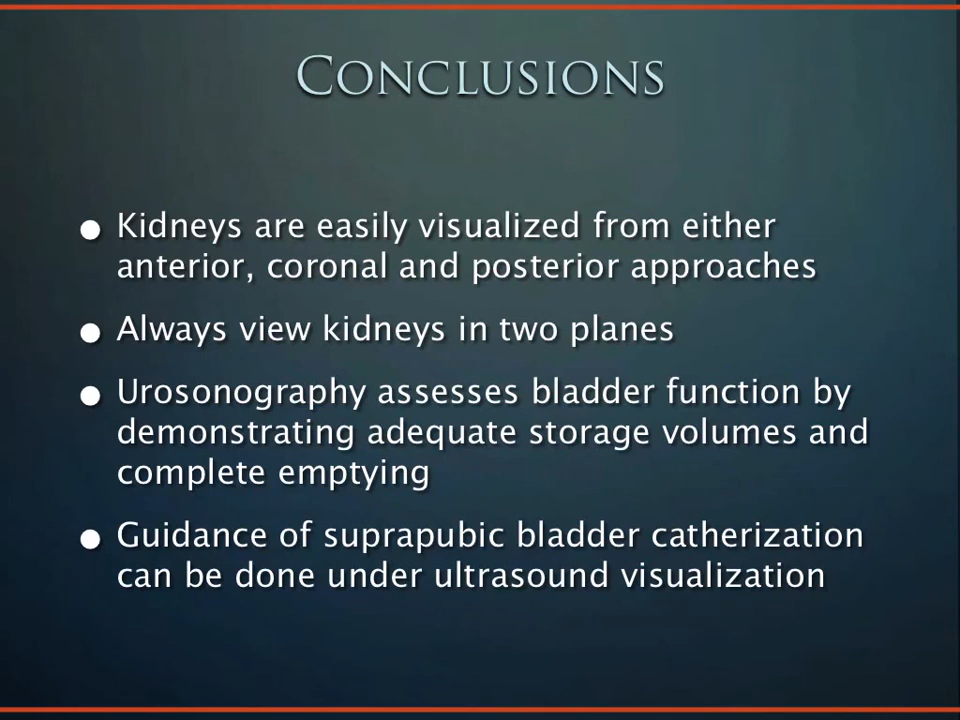 CONCLUSIONS
• Kidneys are easily visualized from either
anterior, coronal and posterior approaches
• Always view kidneys in two planes
• Urosonography assesses bladder function by
demonstrating adequate storage volumes and
complete emptying
• Guidance of suprapubic bladder catherization
can be done under ultrasound visualization